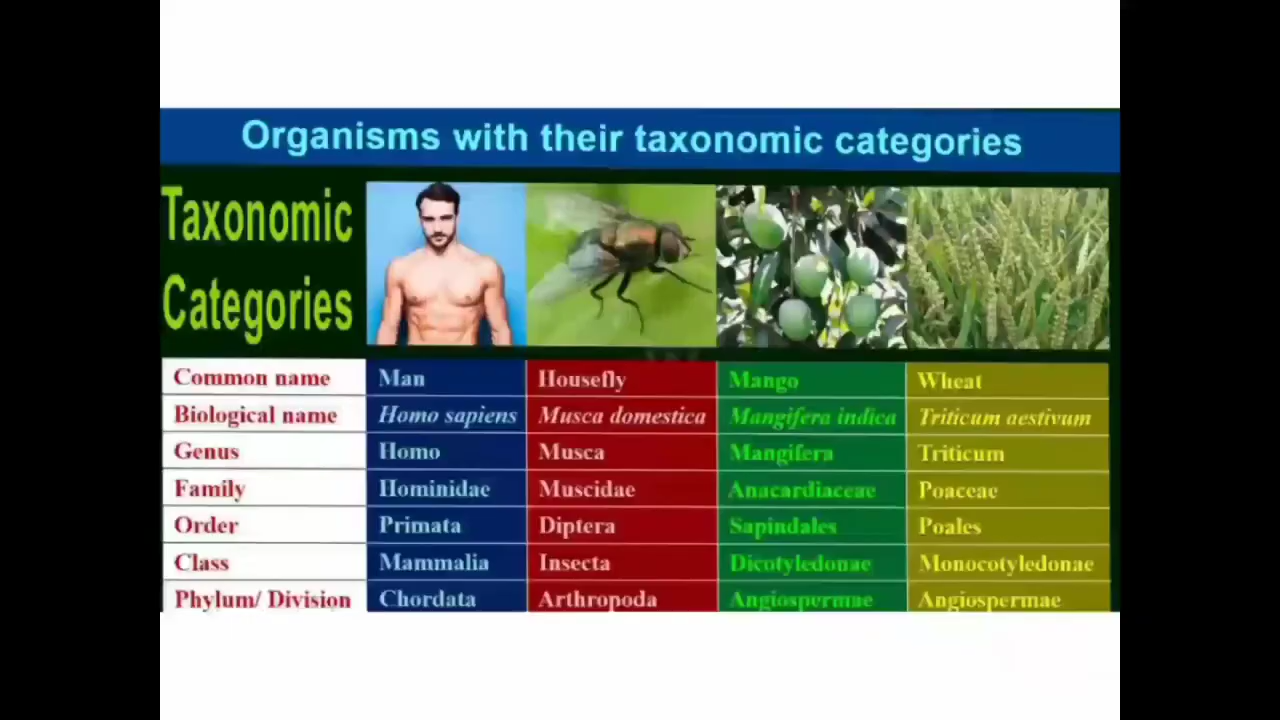 Organisms with their taxonomic categories
Taxonomic
Categories
Common name Man Housefly Mango Wheat
Biological name Homo sapiens Musca domestica Mangifera indica Triticum aestivum
Genus Homo Musca Mangifera Triticum
Family Hominidae Muscidae Anacardiaceae Poaceae
Order Primata Diptera Sapindales Poales
Class Mammalia Insecta Dicotyledonae Monocotyledonae
Phylum/ Division Chordata Arthropoda Angiospermae Angiospermae